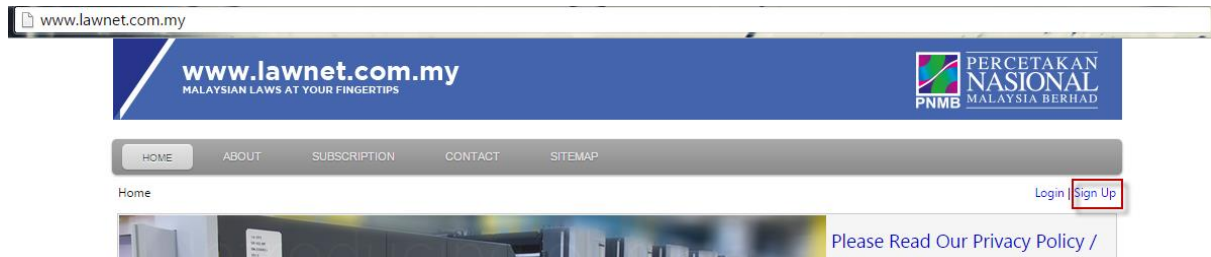 www.lawnet.com.my
www.lawnet.com.my
MALAYSIAN LAWS AT YOUR FINGERTIPS
PNMB
PERCETAKAN
NASIONAL
MALAYSIA BERHAD
HOME ABOUT SUBSCRIPTION CONTACT SITEMAP
Home
Login | Sign Up
Please Read Our Privacy Policy /